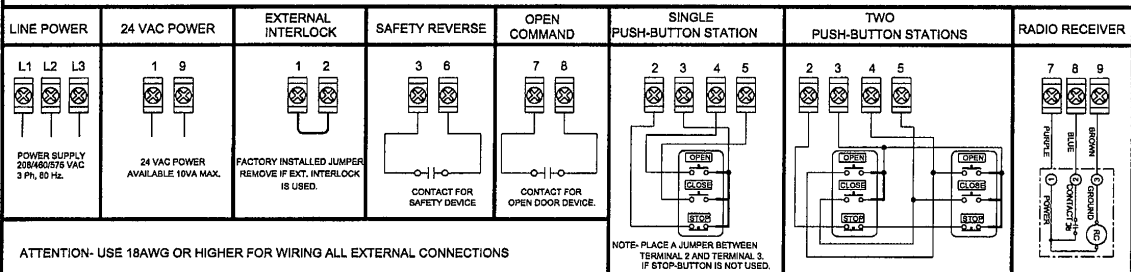 LINE POWER
L1 L2 L3
POWER SUPPLY
208/460/575 VAC
3 Ph, 60 Hz.
24 VAC POWER
1 9
24 VAC POWER
AVAILABLE 10VA MAX.
EXTERNAL
INTERLOCK
1 2
FACTORY INSTALLED JUMPER
REMOVE IF EXT. INTERLOCK
IS USED.
SAFETY REVERSE
3 6
CONTACT FOR
SAFETY DEVICE
OPEN
COMMAND
7 8
CONTACT FOR
OPEN DOOR DEVICE.
SINGLE
PUSH-BUTTON STATION
2 3 4 5
OPEN
CLOSE
STOP
NOTE- PLACE A JUMPER BETWEEN
TERMINAL 2 AND TERMINAL 3.
IF STOP-BUTTON IS NOT USED.
TWO
PUSH-BUTTON STATIONS
2 3 4 5
OPEN
CLOSE
STOP
OPEN
CLOSE
STOP
RADIO RECEIVER
7 8 9
PURPLE
BLUE
BROWN
1 2 3
POWER
CONTACT
GROUND
RC
ATTENTION- USE 18AWG OR HIGHER FOR WIRING ALL EXTERNAL CONNECTIONS